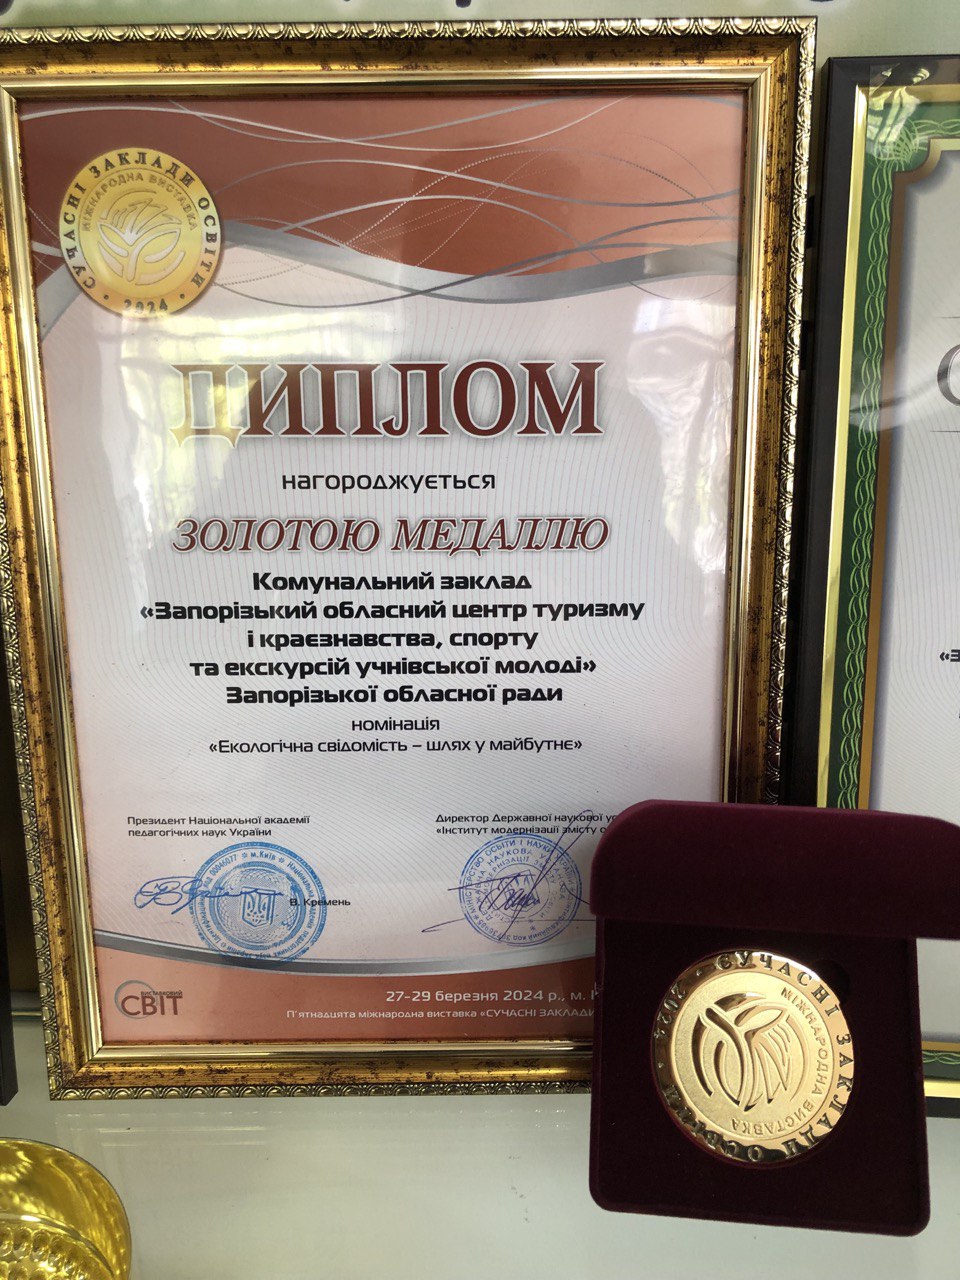 СУЧАСНІ ЗАКЛАДИ ОСВІТИ
МІЖНАРОДНА ВИСТАВКА
2024
ДИПЛОМ
нагороджується
ЗОЛОТОЮ МЕДАЛЛЮ
Комунальний заклад
«Запорізький обласний центр туризму
і краєзнавства, спорту
та екскурсій учнівської молоді»
Запорізької обласної ради
номінація
«Екологічна свідомість – шлях у майбутнє»
Президент Національної академії
педагогічних наук України
Директор Державної наукової
«Інститут модернізації змісту
В. Кремень
ВИСТАВКОВИЙ
СВІТ
27-29 березня 2024 р., м.
П'ятнадцята міжнародна виставка «СУЧАСНІ ЗАКЛАДИ
СУЧАСНІ ЗАКЛАДИ ОСВІТИ
2024
МІЖНАРОДНА ВИСТАВКА